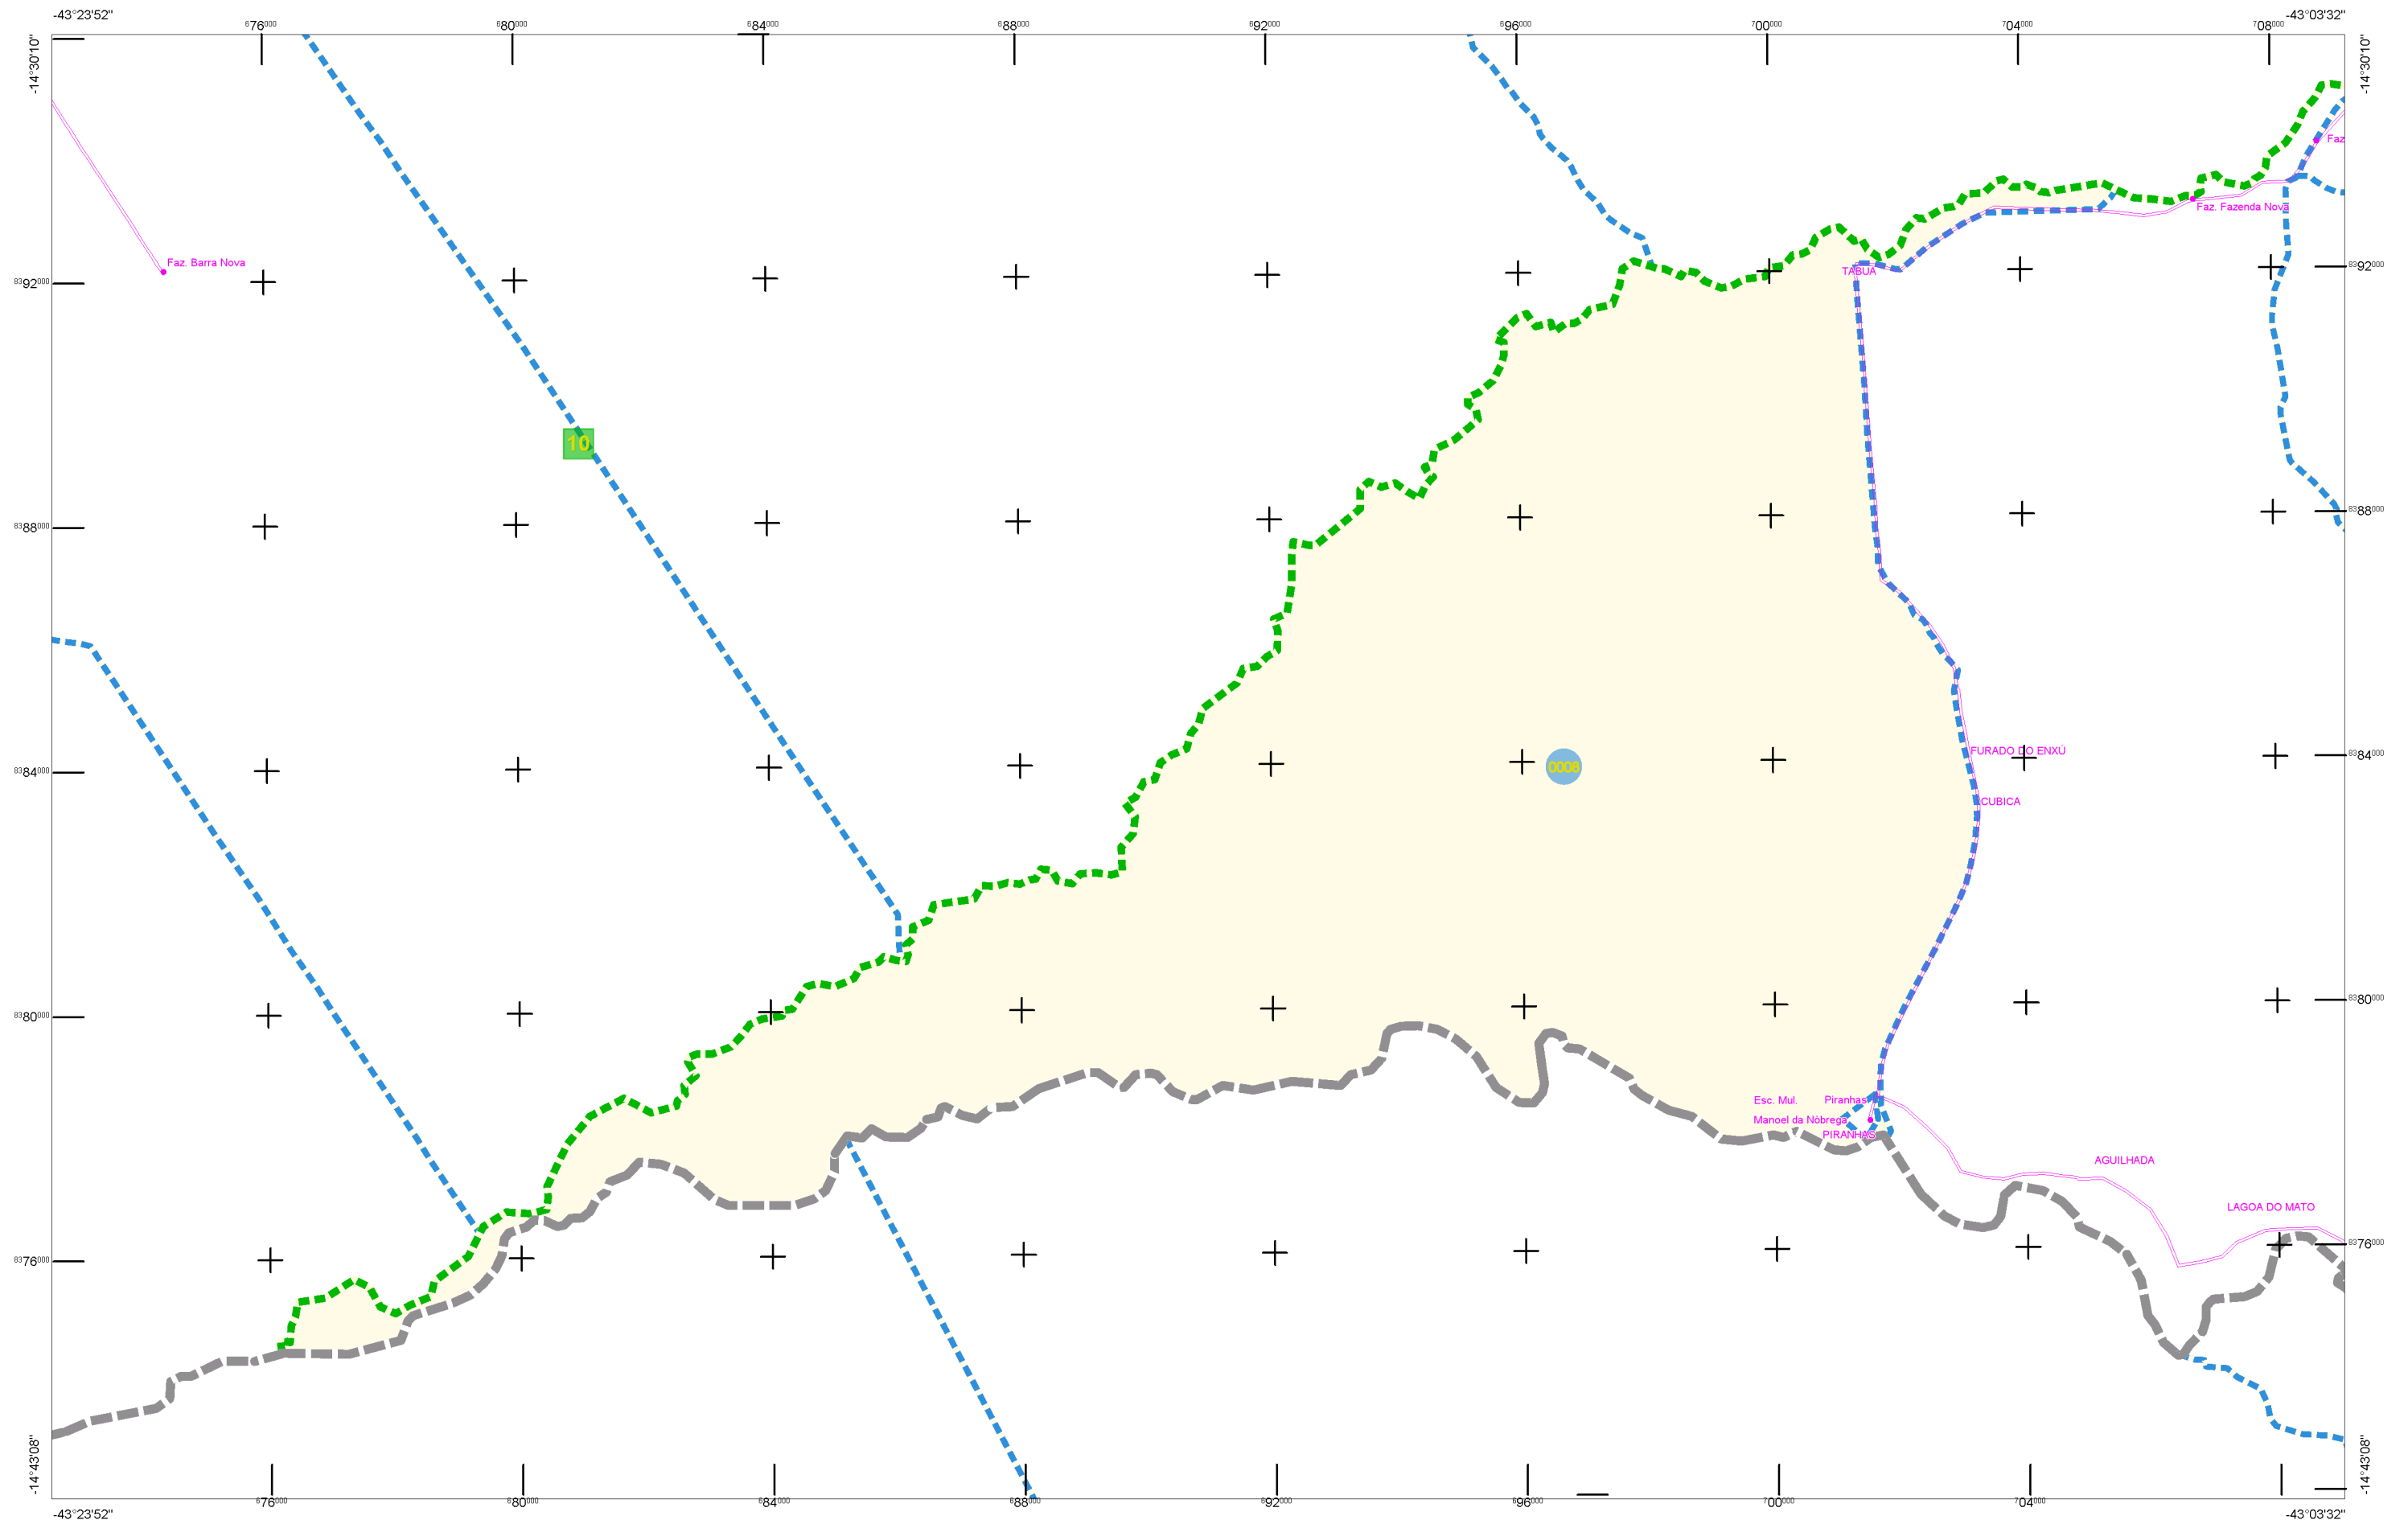 -43°23'52" -43°03'32"
676000 680000 684000 688000 692000 696000 700000 704000 708000
-14°30'10" -14°30'10"
Faz
Faz. Fazenda Nova
Faz. Barra Nova
TABUA
8392000 8392000
10
8388000 8388000
FURADO DO ENXÚ
0008
8384000 8384000
CUBICA
8380000 8380000
Esc. Mul. Piranhas
Manoel da Nòbrega
PIRANHAS
AGUILHADA
LAGOA DO MATO
8376000 8376000
-14°43'08" -14°43'08"
676000 680000 684000 688000 692000 696000 700000 704000
-43°23'52" -43°03'32"